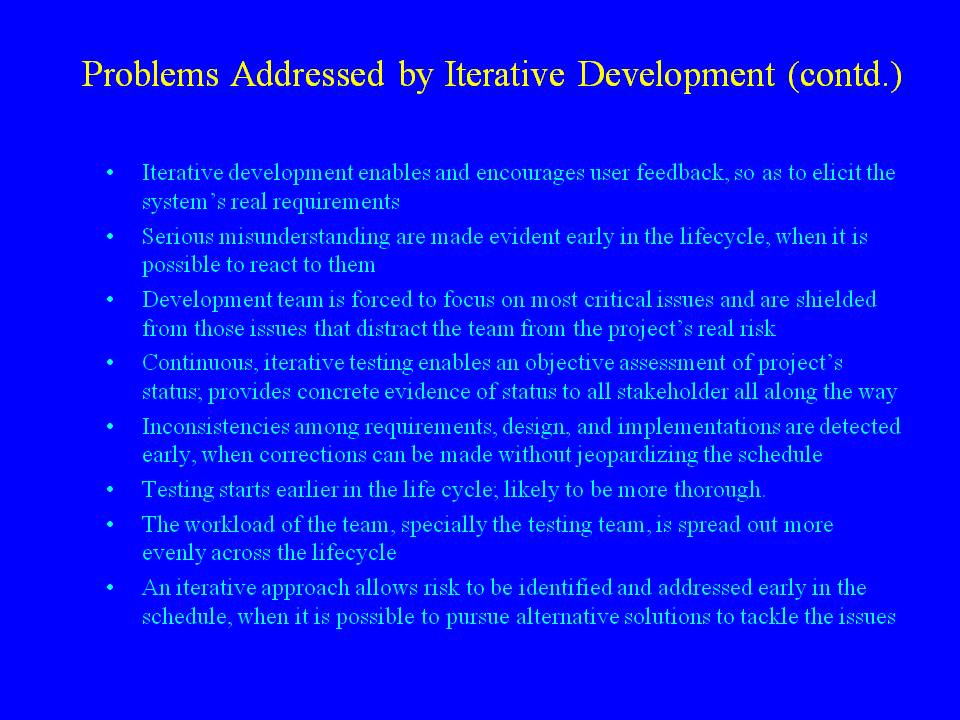 Problems Addressed by Iterative Development (contd.)
• Iterative development enables and encourages user feedback, so as to elicit the
system's real requirements
• Serious misunderstanding are made evident early in the lifecycle, when it is
possible to react to them
• Development team is forced to focus on most critical issues and are shielded
from those issues that distract the team from the project's real risk
• Continuous, iterative testing enables an objective assessment of project's
status; provides concrete evidence of status to all stakeholder all along the way
• Inconsistencies among requirements, design, and implementations are detected
early, when corrections can be made without jeopardizing the schedule
• Testing starts earlier in the life cycle; likely to be more thorough.
• The workload of the team, specially the testing team, is spread out more
evenly across the lifecycle
• An iterative approach allows risk to be identified and addressed early in the
schedule, when it is possible to pursue alternative solutions to tackle the issues